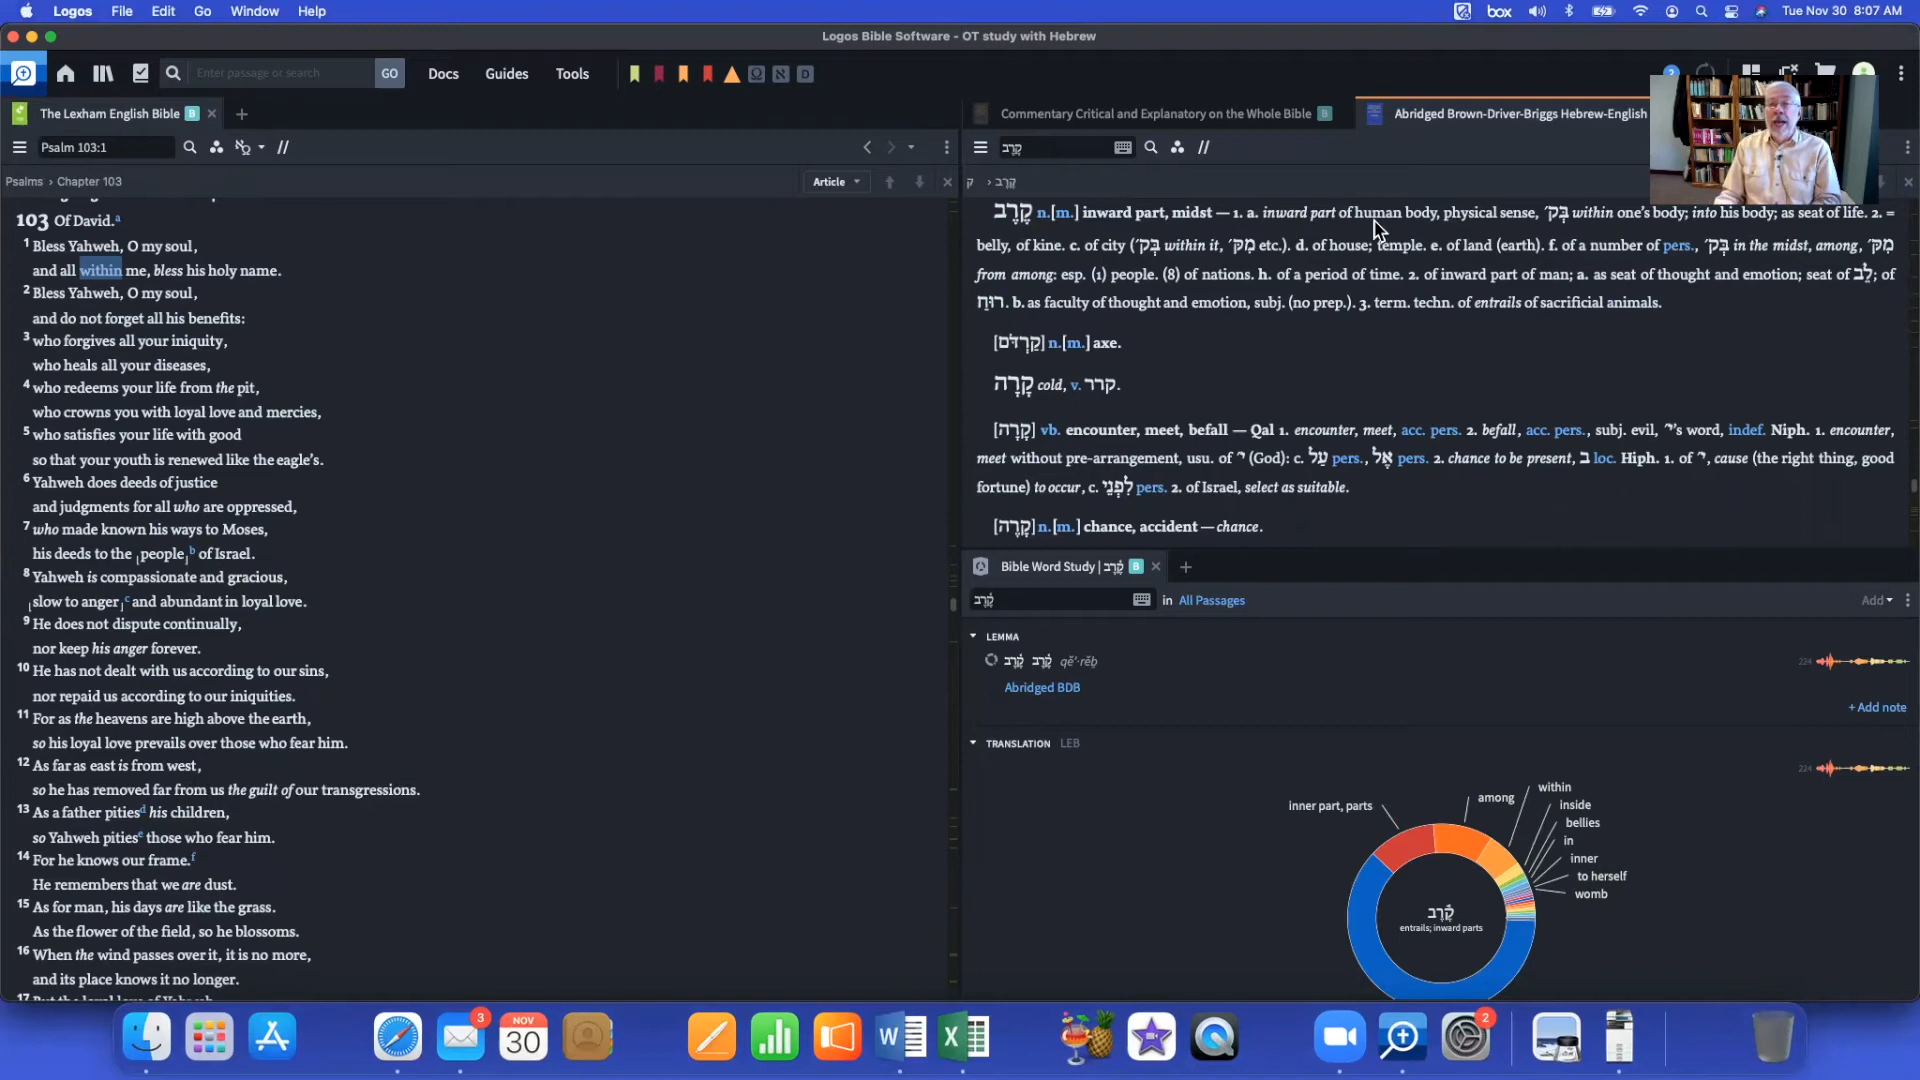 Logos File Edit Go Window Help
box Tue Nov 30 8:07 AM
Logos Bible Software - OT study with Hebrew
Enter passage or search GO Docs Guides Tools
The Lexham English Bible B
Psalm 103:1
Psalms › Chapter 103 Article
103 Of David.a
1 Bless Yahweh, O my soul,
and all within me, bless his holy name.
2 Bless Yahweh, O my soul,
and do not forget all his benefits:
3 who forgives all your iniquity,
who heals all your diseases,
4 who redeems your life from the pit,
who crowns you with loyal love and mercies,
5 who satisfies your life with good
so that your youth is renewed like the eagle's.
6 Yahweh does deeds of justice
and judgments for all who are oppressed,
7 who made known his ways to Moses,
his deeds to the ⌊people⌋b of Israel.
8 Yahweh is compassionate and gracious,
⌊slow to anger⌋c and abundant in loyal love.
9 He does not dispute continually,
nor keep his anger forever.
10 He has not dealt with us according to our sins,
nor repaid us according to our iniquities.
11 For as the heavens are high above the earth,
so his loyal love prevails over those who fear him.
12 As far as east is from west,
so he has removed far from us the guilt of our transgressions.
13 As a father pitiesd his children,
so Yahweh pitiese those who fear him.
14 For he knows our frame.f
He remembers that we are dust.
15 As for man, his days are like the grass.
As the flower of the field, so he blossoms.
16 When the wind passes over it, it is no more,
and its place knows it no longer.
Commentary Critical and Explanatory on the Whole Bible B
Abridged Brown-Driver-Briggs Hebrew-English
קֶרֶב
ק › קֶרֶב
קֶרֶב n.[m.] inward part, midst — 1. a. inward part of human body, physical sense, בְּק׳ within one's body; into his body; as seat of life. 2. =
belly, of kine. c. of city (בְּק׳ within it, מִקּ׳ etc.). d. of house; temple. e. of land (earth). f. of a number of pers., בְּק׳ in the midst, among, מִקּ׳
from among: esp. (1) people. (8) of nations. h. of a period of time. 2. of inward part of man; a. as seat of thought and emotion; seat of לֵב; of
רוּחַ. b. as faculty of thought and emotion, subj. (no prep.). 3. term. techn. of entrails of sacrificial animals.
[קַרְדֹּם] n.[m.] axe.
קָרָה cold, v. קרר.
[קָרָה] vb. encounter, meet, befall — Qal 1. encounter, meet, acc. pers. 2. befall, acc. pers., subj. evil, י׳'s word, indef. Niph. 1. encounter,
meet without pre-arrangement, usu. of י׳ (God): c. עַל pers., אֶל pers. 2. chance to be present, בְּ loc. Hiph. 1. of י׳, cause (the right thing, good
fortune) to occur, c. לִפְנֵי pers. 2. of Israel, select as suitable.
[קָרֶה] n.[m.] chance, accident — chance.
Bible Word Study | קֶרֶב B
קֶרֶב in All Passages Add
LEMMA
קֶרֶב קֶרֶב qě'·rěḇ 224
Abridged BDB
+ Add note
TRANSLATION LEB
224
inner part, parts
among
within
inside
bellies
in
inner
to herself
womb
קֶרֶב
entrails; inward parts
3
NOV
30
2